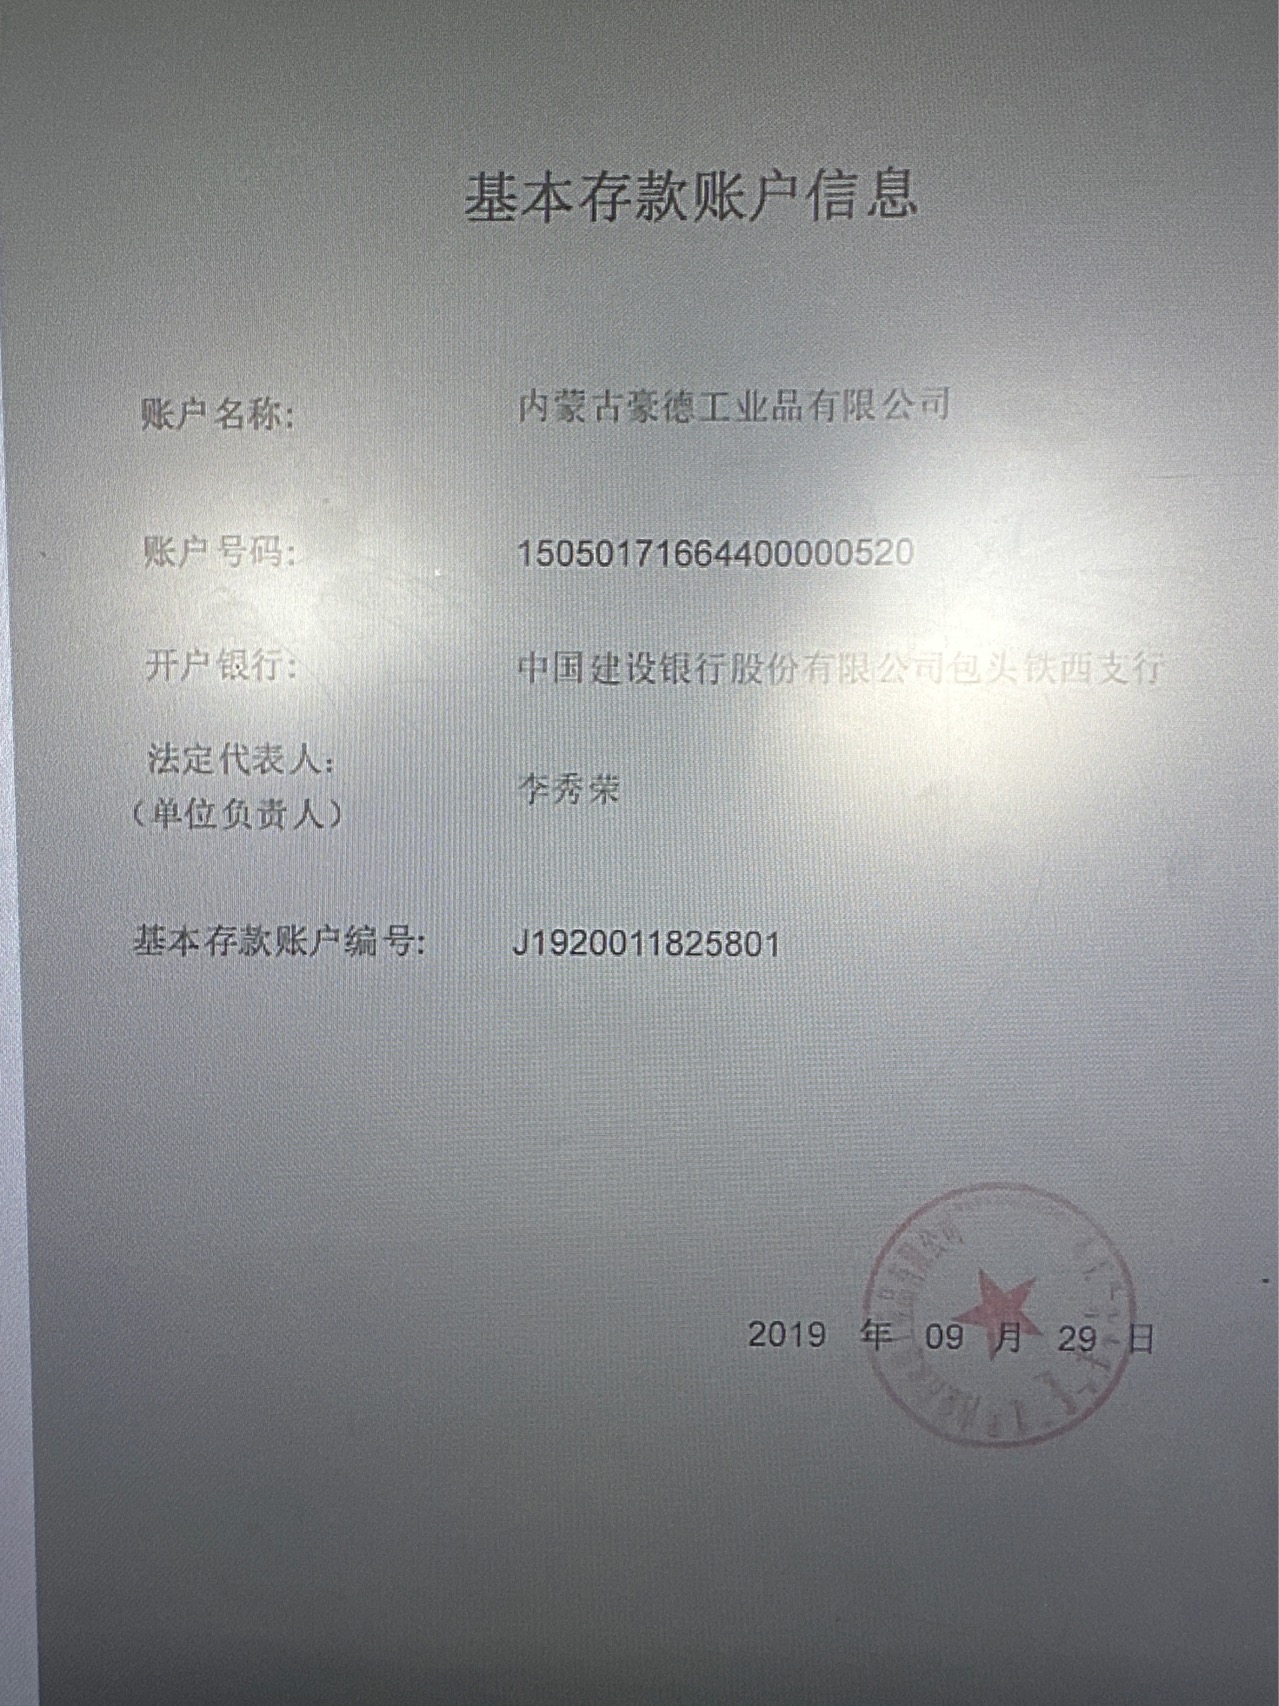 基本存款账户信息
账户名称: 内蒙古豪德工业品有限公司
账户号码: 15050171664400000520
开户银行: 中国建设银行股份有限公司包头铁西支行
法定代表人:
(单位负责人) 李秀荣
基本存款账户编号: J1920011825801
2019 年 09 月 29 日
有限公司